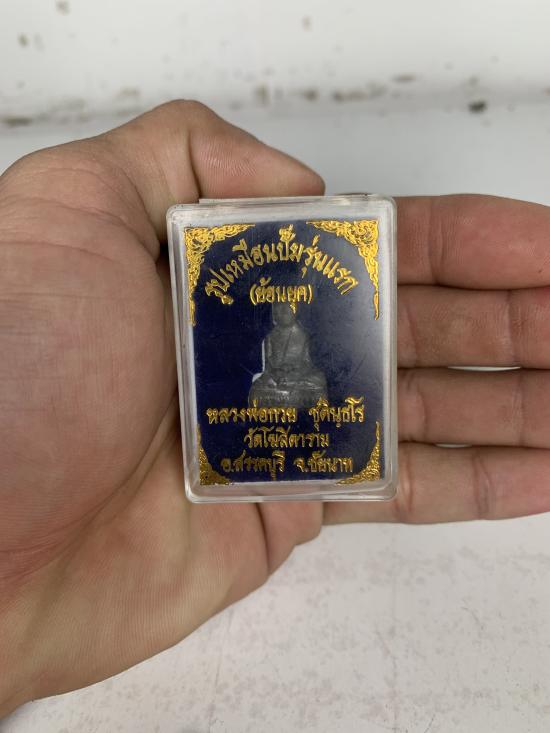 รูปเหมือนปั๊มรุ่นแรก
(ย้อนยุค)
หลวงพ่อกวย ชุตินฺธโร
วัดโฆสิตาราม
อ.สรรคบุรี จ.ชัยนาท